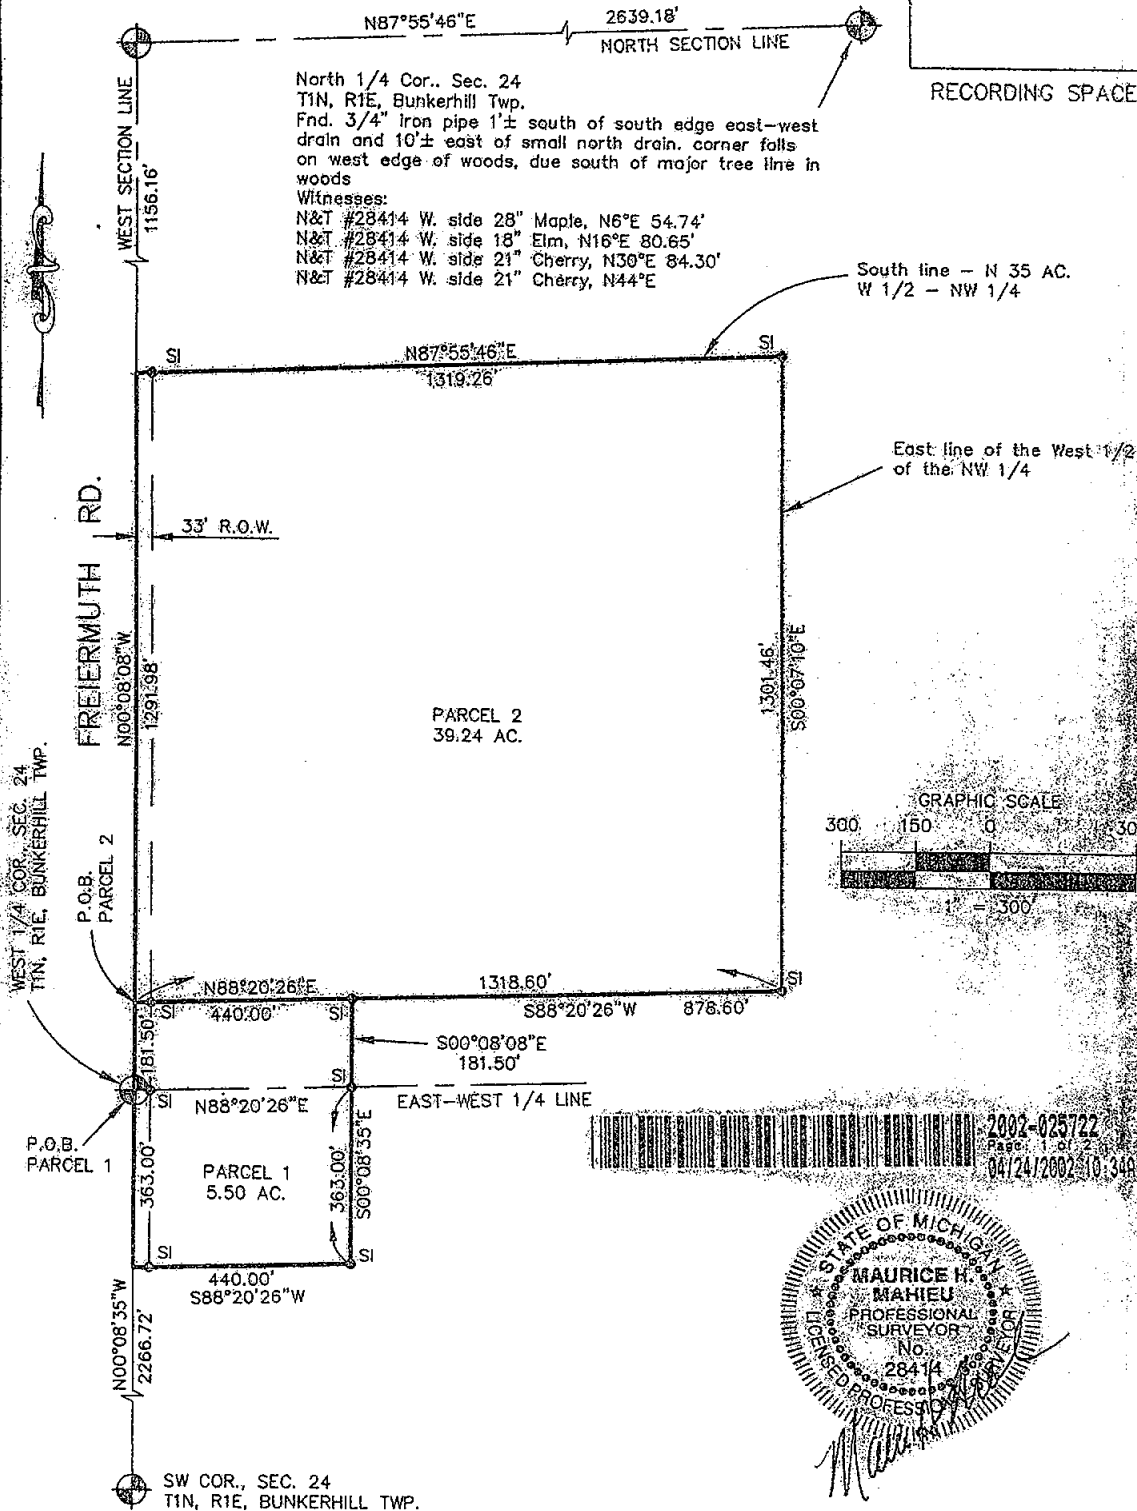 N87°55'46"E
2639.18'
NORTH SECTION LINE
RECORDING SPACE
WEST SECTION LINE
1156.16'
North 1/4 Cor.. Sec. 24
T1N, R1E, Bunkerhill Twp.
Fnd. 3/4" iron pipe 1'± south of south edge east-west
drain and 10'± east of small north drain. corner falls
on west edge of woods, due south of major tree line in
woods
Witnesses:
N&T #28414 W. side 28" Maple, N6°E 54.74'
N&T #28414 W. side 18" Elm, N16°E 80.65'
N&T #28414 W. side 21" Cherry, N30°E 84.30'
N&T #28414 W. side 21" Cherry, N44°E
South line - N 35 AC.
W 1/2 - NW 1/4
SI
N87°55'46"E
1319.26'
SI
East line of the West 1/2
of the NW 1/4
33' R.O.W.
FREIERMUTH RD.
N00°08'08"W
1291.98'
PARCEL 2
39.24 AC.
1301.46'
S00°07'10"E
GRAPHIC SCALE
300 150 0 30
1" = 300'
WEST 1/4 COR., SEC. 24
T1N, R1E, BUNKERHILL TWP.
P.O.B.
PARCEL 2
N88°20'26"E
440.00'
SI
SI
1318.60'
S88°20'26"W
878.60'
SI
181.50'
S00°08'08"E
181.50'
SI
SI
N88°20'26"E
EAST-WEST 1/4 LINE
P.O.B.
PARCEL 1
363.00'
PARCEL 1
5.50 AC.
363.00'
S00°08'35"E
SI
SI
440.00'
S88°20'26"W
N00°08'35"W
2266.72'
SW COR., SEC. 24
T1N, R1E, BUNKERHILL TWP.
2002-025722
Page: 1 of 2
04/24/2002 10:34A
STATE OF MICHIGAN
MAURICE H.
MAHIEU
PROFESSIONAL
SURVEYOR
No.
28414
LICENSED PROFESSIONAL SURVEYOR